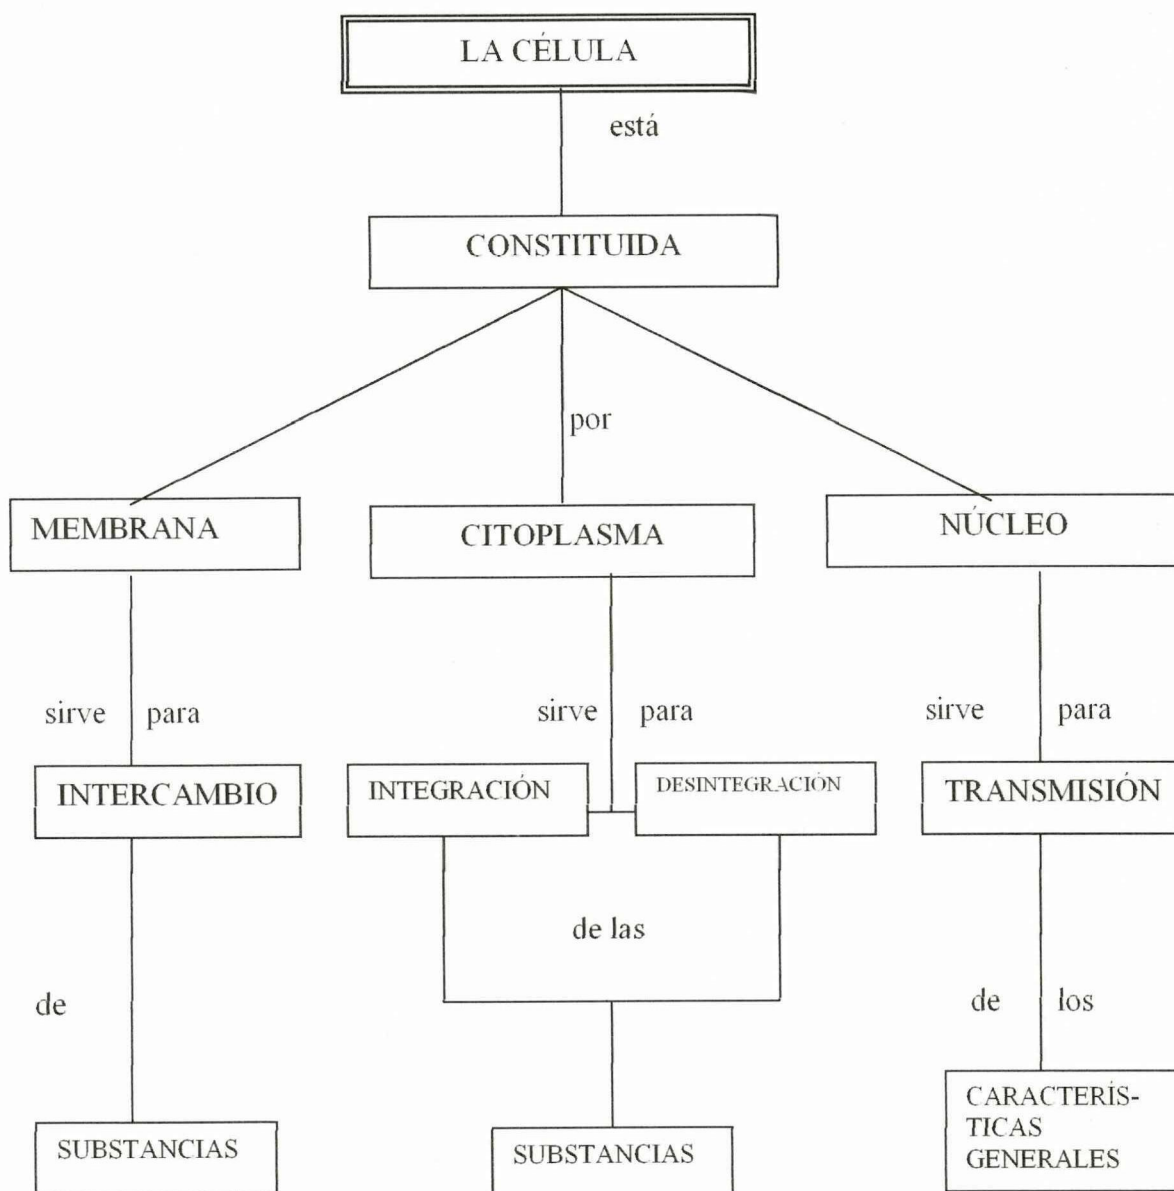 LA CÉLULA
está
CONSTITUIDA
por
MEMBRANA
CITOPLASMA
NÚCLEO
sirve para
sirve para
sirve para
INTERCAMBIO
INTEGRACIÓN
DESINTEGRACIÓN
TRANSMISIÓN
de las
de
de los
SUBSTANCIAS
SUBSTANCIAS
CARACTERÍS-
TICAS
GENERALES